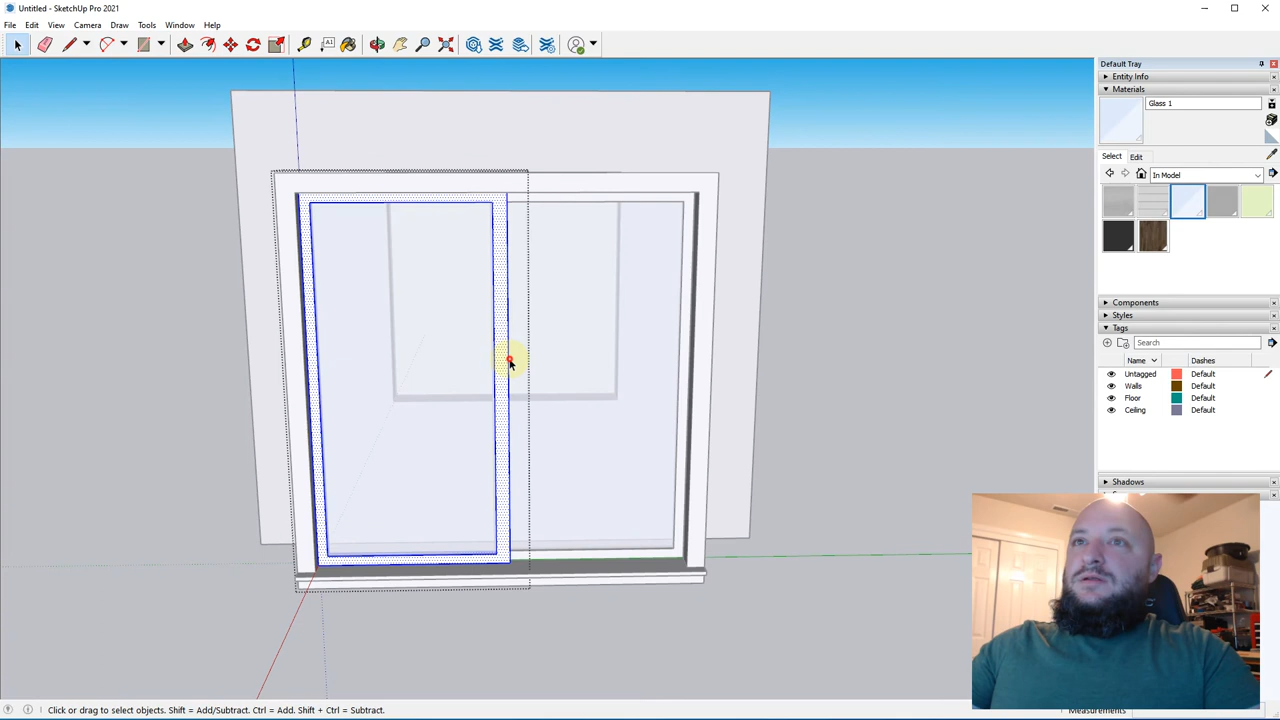 Untitled - SketchUp Pro 2021
File Edit View Camera Draw Tools Window Help
Default Tray
Entity Info
Materials
Glass 1
Select Edit
In Model
Components
Styles
Tags
Search
Name Dashes
Untagged Default
Walls Default
Floor Default
Ceiling Default
Shadows
Click or drag to select objects. Shift = Add/Subtract. Ctrl = Add. Shift + Ctrl = Subtract.
Measurements